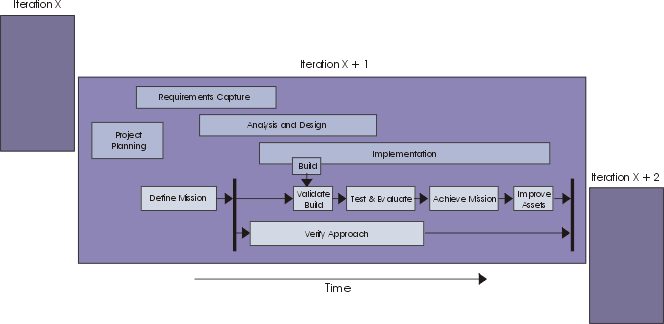 Iteration X
Iteration X + 1
Requirements Capture
Analysis and Design
Project
Planning
Implementation
Build
Iteration X + 2
Define Mission
Validate
Build
Test & Evaluate
Achieve Mission
Improve
Assets
Verify Approach
Time